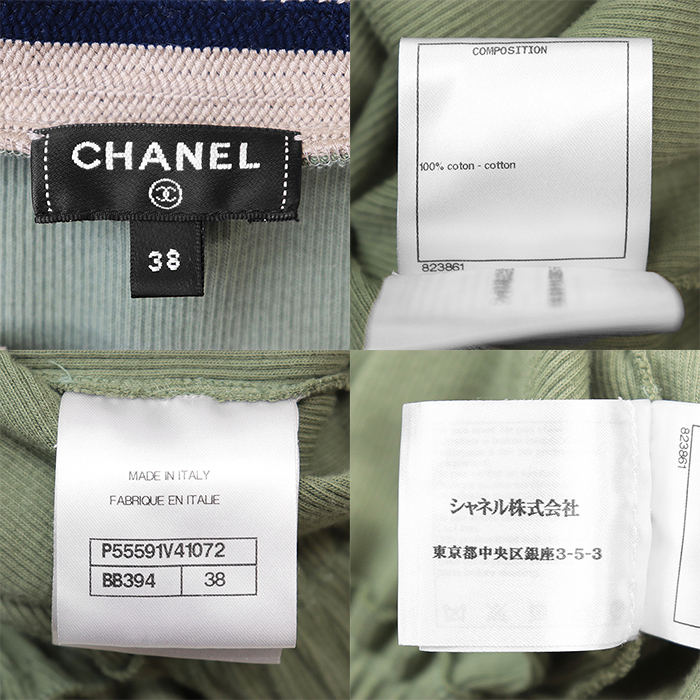 CHANEL
38
COMPOSITION
100% coton - cotton
823861
MADE IN ITALY
FABRIQUE EN ITALIE
P55591V41072
BB394 38
シャネル株式会社
東京都中央区銀座3-5-3
823861